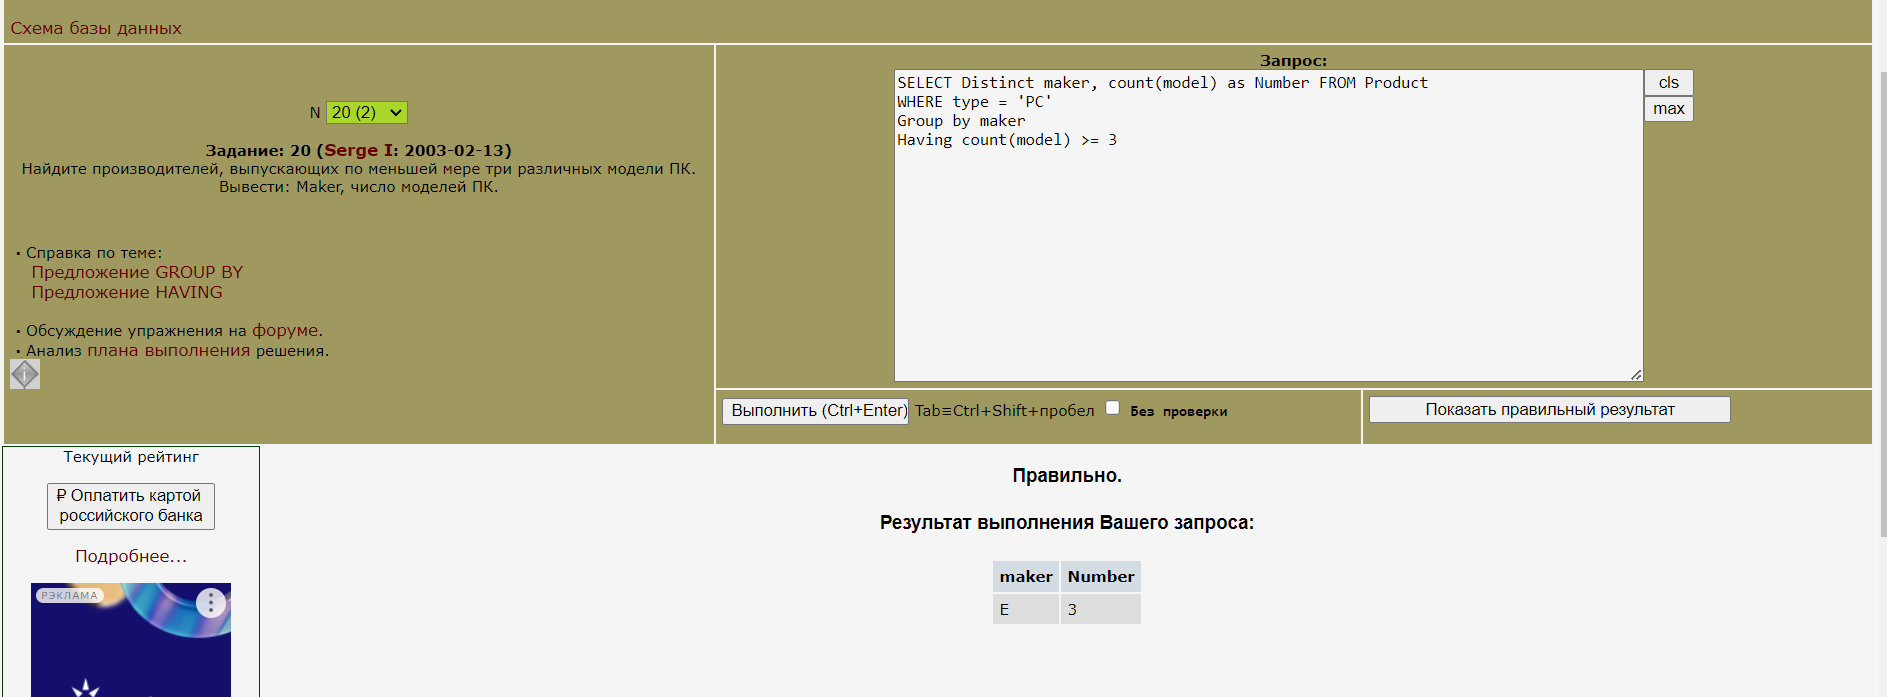 Схема базы данных
N 20 (2)
Задание: 20 (Serge I: 2003-02-13)
Найдите производителей, выпускающих по меньшей мере три различных модели ПК.
Вывести: Maker, число моделей ПК.
· Справка по теме:
Предложение GROUP BY
Предложение HAVING
· Обсуждение упражнения на форуме.
· Анализ плана выполнения решения.
Запрос:
SELECT Distinct maker, count(model) as Number FROM Product
WHERE type = 'PC'
Group by maker
Having count(model) >= 3
cls
max
Выполнить (Ctrl+Enter) Tab≡Ctrl+Shift+пробел Без проверки
Показать правильный результат
Текущий рейтинг
₽ Оплатить картой
российского банка
Подробнее...
РЭКЛАМА
Правильно.
Результат выполнения Вашего запроса:
maker Number
E 3